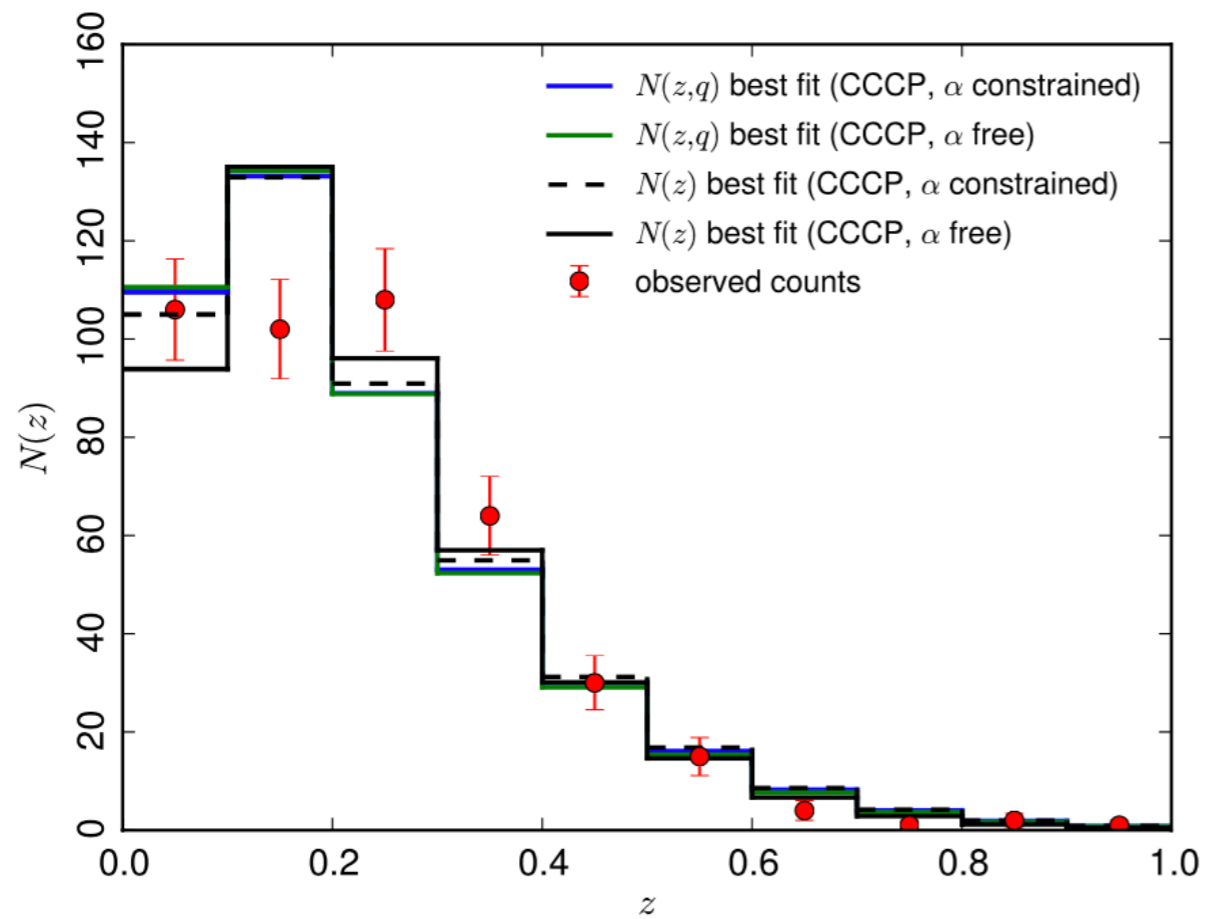 N(z,q) best fit (CCCP, α constrained)
N(z,q) best fit (CCCP, α free)
N(z) best fit (CCCP, α constrained)
N(z) best fit (CCCP, α free)
observed counts
N(z)
160
140
120
100
80
60
40
20
0
0.0 0.2 0.4 0.6 0.8 1.0
z